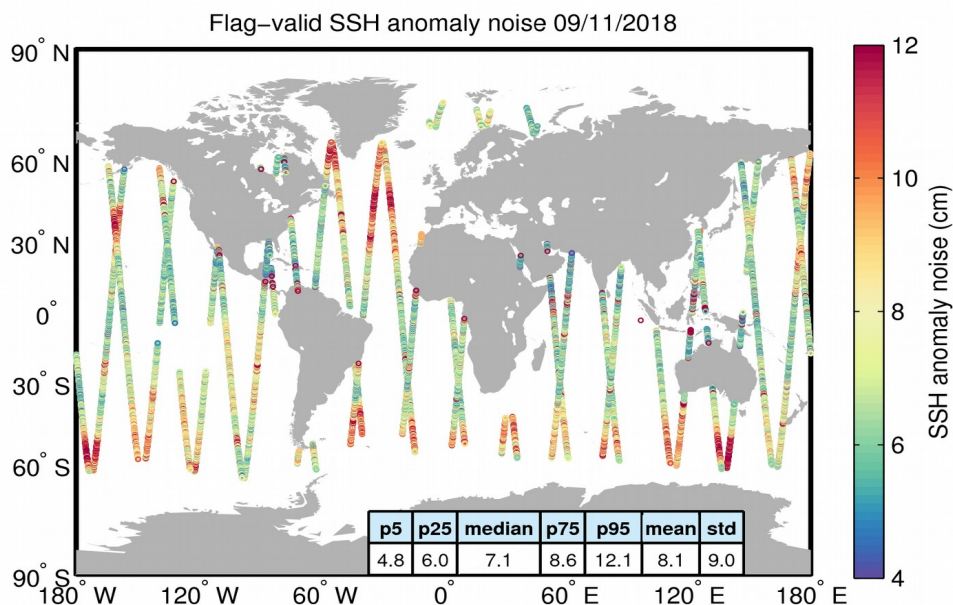 Flag−valid SSH anomaly noise 09/11/2018
90° N
60° N
30° N
0°
30° S
60° S
90° S
180° W
120° W
60° W
0°
60° E
120° E
180° E
12
10
8
6
4
SSH anomaly noise (cm)
p5 p25 median p75 p95 mean std
4.8 6.0 7.1 8.6 12.1 8.1 9.0